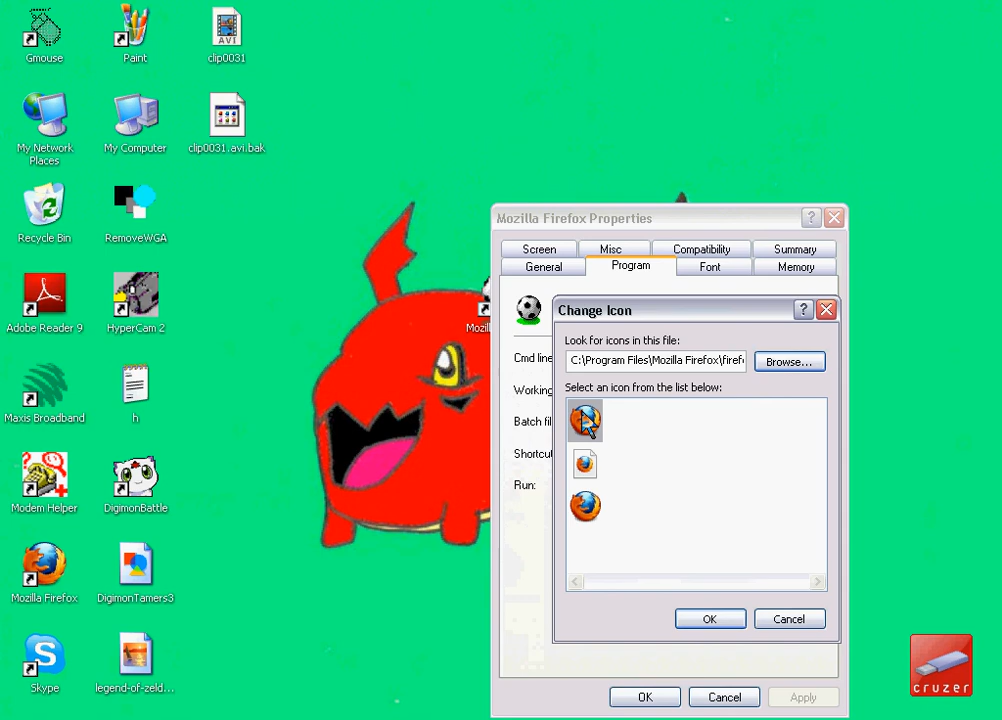 Gmouse
Paint
AVI
clip0031
My Network
Places
My Computer
clip0031.avi.bak
Recycle Bin
RemoveWGA
Adobe Reader 9
HyperCam 2
Maxis Broadband
h
Modem Helper
DigimonBattle
Mozilla Firefox
DigimonTamers3
Skype
legend-of-zeld...
Mozil
Mozilla Firefox Properties
Screen
Misc
Compatibility
Summary
General
Program
Font
Memory
Cmd line
Working
Batch fil
Shortcut
Run:
Change Icon
Look for icons in this file:
C:\Program Files\Mozilla Firefox\firef
Browse...
Select an icon from the list below:
OK
Cancel
OK
Cancel
Apply
cruzer